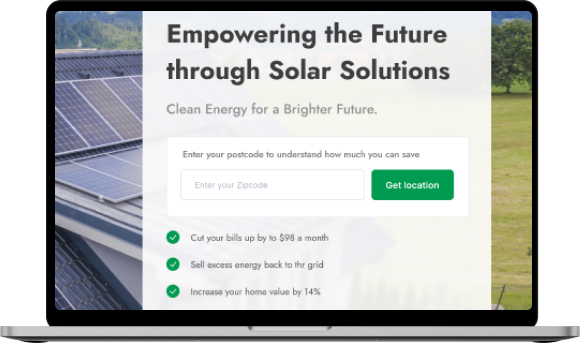 Empowering the Future
through Solar Solutions
Clean Energy for a Brighter Future.
Enter your postcode to understand how much you can save
Enter your Zipcode
Get location
Cut your bills up by to $98 a month
Sell excess energy back to thr grid
Increase your home value by 14%